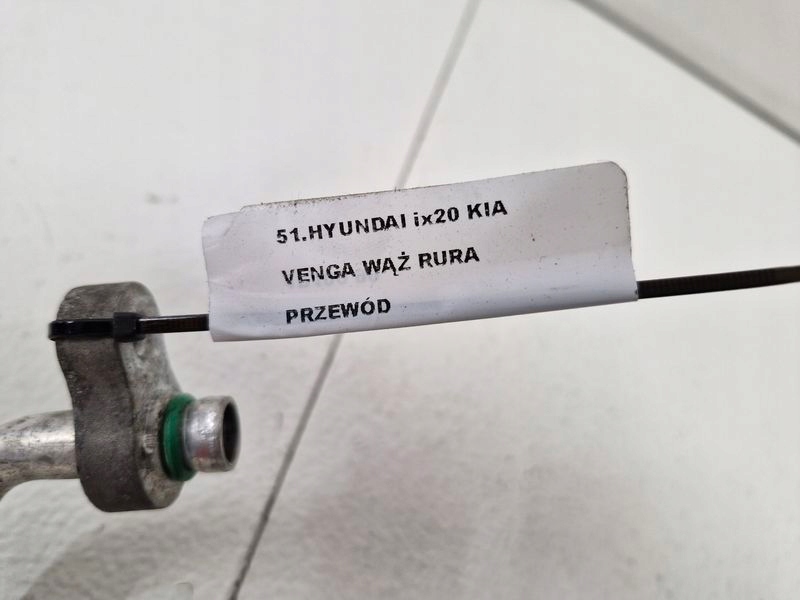 51.HYUNDAI ix20 KIA
VENGA WĄŻ RURA
PRZEWÓD